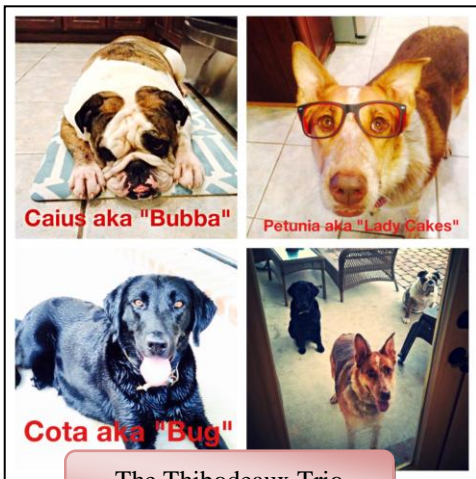 Caius aka "Bubba"
Petunia aka "Lady Cakes"
Cota aka "Bug"
The Thibodeaux Trio